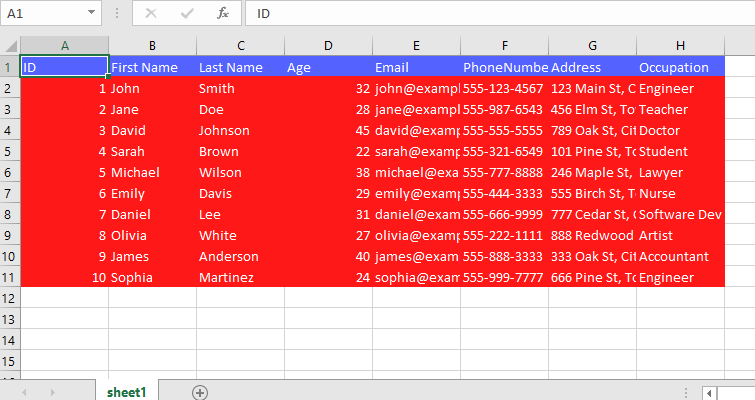 A1 fx ID
A B C D E F G H
1 ID First Name Last Name Age Email PhoneNumbe Address Occupation
2 1 John Smith 32 john@exampl 555-123-4567 123 Main St, C Engineer
3 2 Jane Doe 28 jane@exampl 555-987-6543 456 Elm St, To Teacher
4 3 David Johnson 45 david@examp 555-555-5555 789 Oak St, Cit Doctor
5 4 Sarah Brown 22 sarah@examp 555-321-6549 101 Pine St, To Student
6 5 Michael Wilson 38 michael@exa 555-777-8888 246 Maple St, Lawyer
7 6 Emily Davis 29 emily@examp 555-444-3333 555 Birch St, T Nurse
8 7 Daniel Lee 31 daniel@exam 555-666-9999 777 Cedar St, Software Dev
9 8 Olivia White 27 olivia@examp 555-222-1111 888 Redwood Artist
10 9 James Anderson 40 james@exam 555-888-3333 333 Oak St, Cit Accountant
11 10 Sophia Martinez 24 sophia@exam 555-999-7777 666 Pine St, To Engineer
12
13
14
15
sheet1